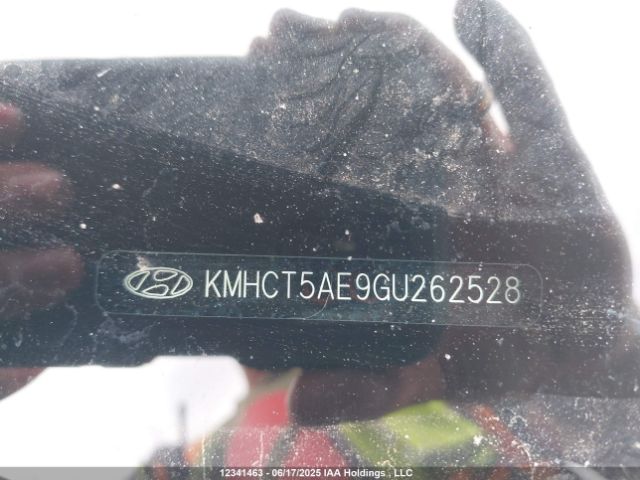 KMHCT5AE9GU262528
12341463 - 06/17/2025 IAA Holdings , LLC